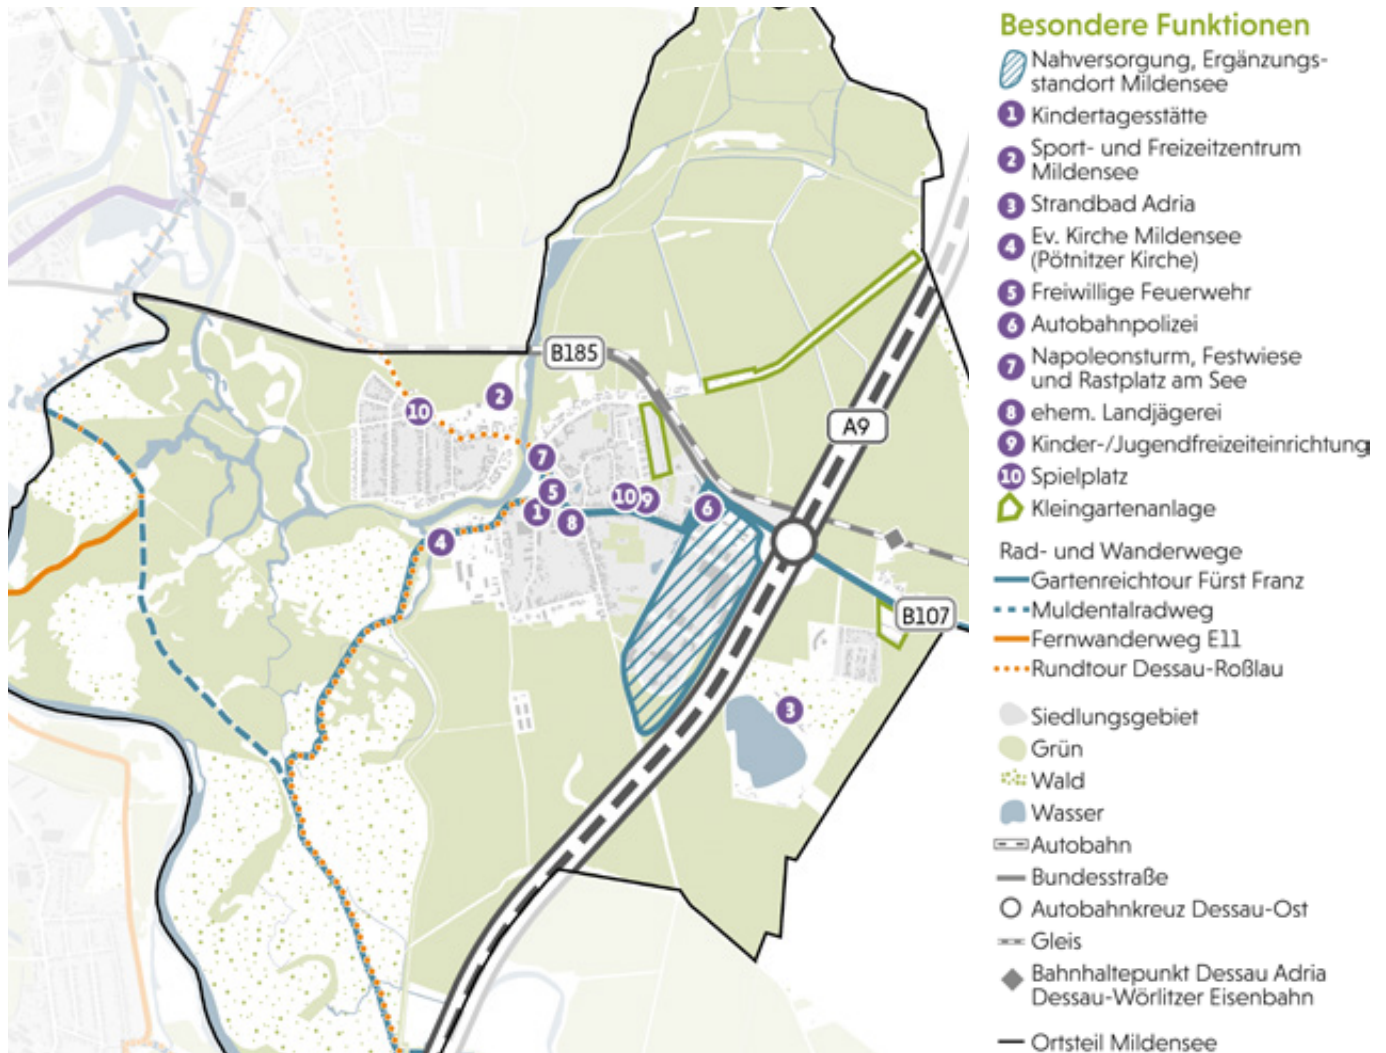 Besondere Funktionen
Nahversorgung, Ergänzungs-
standort Mildensee
1 Kindertagesstätte
2 Sport- und Freizeitzentrum
Mildensee
3 Strandbad Adria
4 Ev. Kirche Mildensee
(Pötnitzer Kirche)
5 Freiwillige Feuerwehr
6 Autobahnpolizei
7 Napoleonsturm, Festwiese
und Rastplatz am See
8 ehem. Landjägerei
9 Kinder-/Jugendfreizeiteinrichtung
10 Spielplatz
Kleingartenanlage
Rad- und Wanderwege
Gartenreichtour Fürst Franz
Muldentalradweg
Fernwanderweg E11
Rundtour Dessau-Roßlau
Siedlungsgebiet
Grün
Wald
Wasser
Autobahn
Bundesstraße
Autobahnkreuz Dessau-Ost
Gleis
Bahnhaltepunkt Dessau Adria
Dessau-Wörlitzer Eisenbahn
Ortsteil Mildensee
B185
2
10
A9
7
5
10
9
1
8
6
4
B107
3